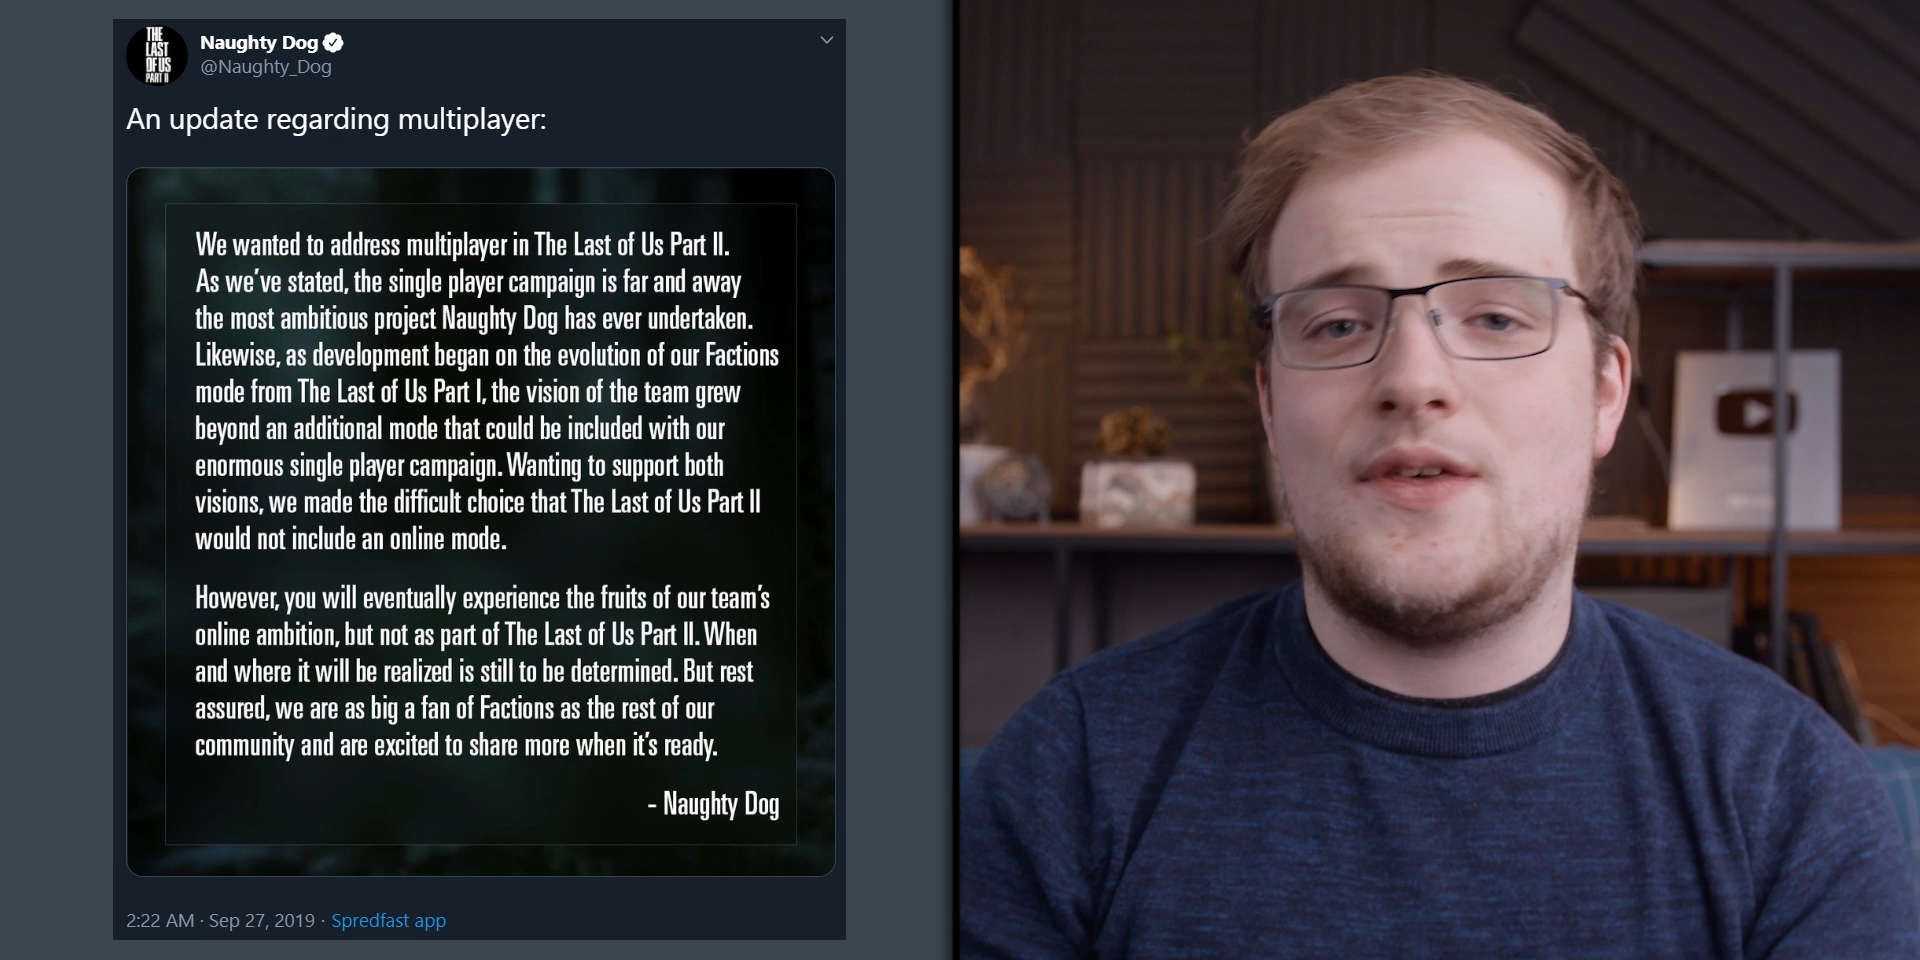 THE
LAST
OF US
PART II
Naughty Dog
@Naughty_Dog
An update regarding multiplayer:
We wanted to address multiplayer in The Last of Us Part II.
As we've stated, the single player campaign is far and away
the most ambitious project Naughty Dog has ever undertaken.
Likewise, as development began on the evolution of our Factions
mode from The Last of Us Part I, the vision of the team grew
beyond an additional mode that could be included with our
enormous single player campaign. Wanting to support both
visions, we made the difficult choice that The Last of Us Part II
would not include an online mode.
However, you will eventually experience the fruits of our team's
online ambition, but not as part of The Last of Us Part II. When
and where it will be realized is still to be determined. But rest
assured, we are as big a fan of Factions as the rest of our
community and are excited to share more when it's ready.
- Naughty Dog
2:22 AM · Sep 27, 2019 · Spredfast app